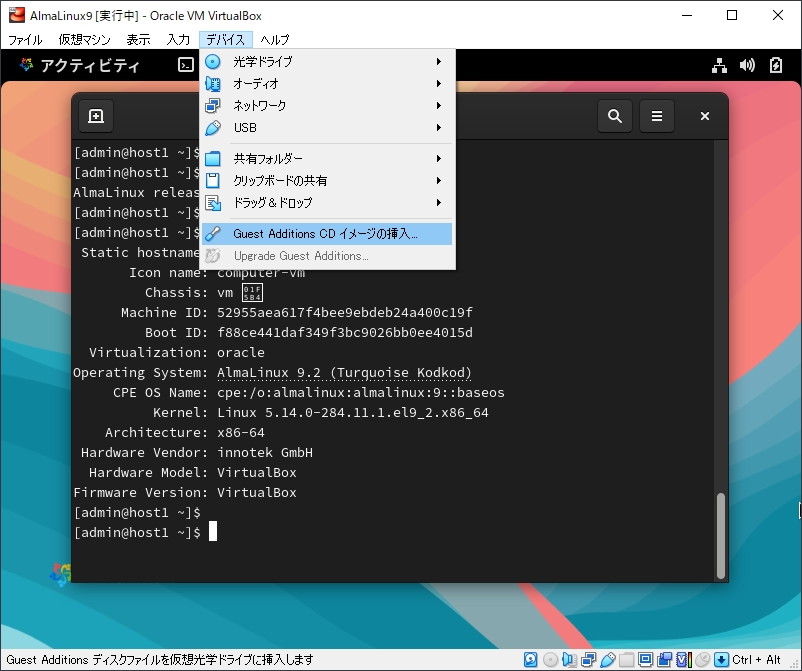 AlmaLinux9 [実行中] - Oracle VM VirtualBox
ファイル 仮想マシン 表示 入力 デバイス ヘルプ
アクティビティ
光学ドライブ
オーディオ
ネットワーク
USB
共有フォルダー
クリップボードの共有
ドラッグ＆ドロップ
Guest Additions CD イメージの挿入...
Upgrade Guest Additions...
[admin@host1 ~]$
[admin@host1 ~]$
AlmaLinux releas
[admin@host1 ~]$
[admin@host1 ~]$
Static hostname
Icon name: computer-vm
Chassis: vm
Machine ID: 52955aea617f4bee9ebdeb24a400c19f
Boot ID: f88ce441daf349f3bc9026bb0ee4015d
Virtualization: oracle
Operating System: AlmaLinux 9.2 (Turquoise Kodkod)
CPE OS Name: cpe:/o:almalinux:almalinux:9::baseos
Kernel: Linux 5.14.0-284.11.1.el9_2.x86_64
Architecture: x86-64
Hardware Vendor: innotek GmbH
Hardware Model: VirtualBox
Firmware Version: VirtualBox
[admin@host1 ~]$
[admin@host1 ~]$
Guest Additions ディスクファイルを仮想光学ドライブに挿入します
Ctrl + Alt